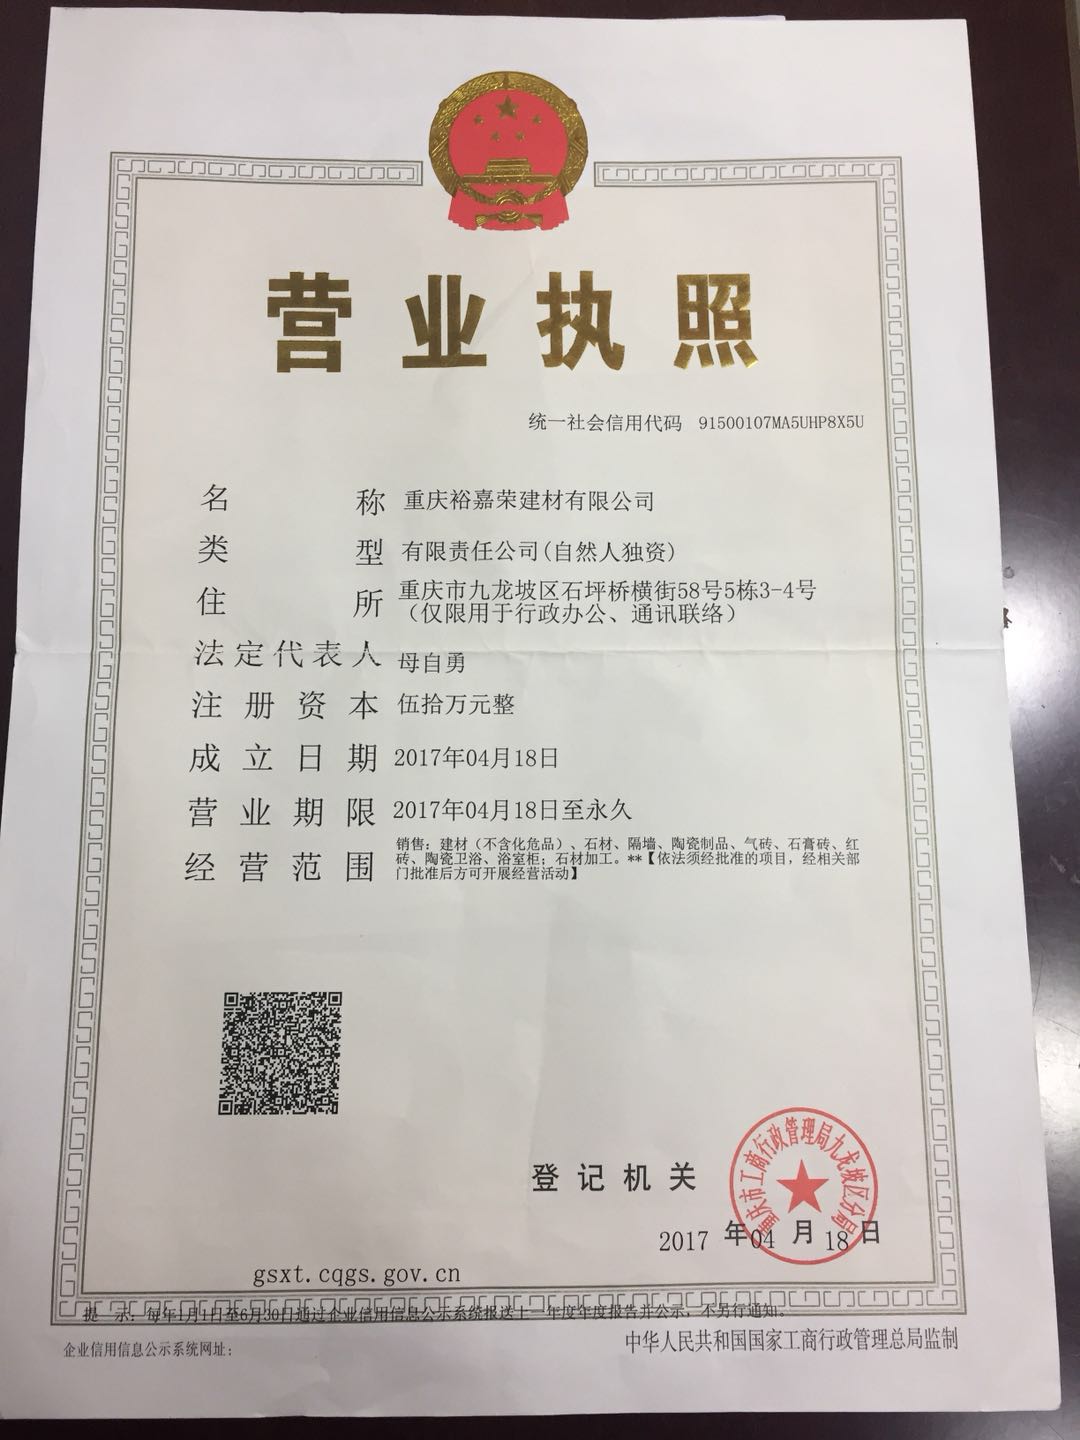 营业执照
统一社会信用代码 91500107MA5UHP8X5U
名称 重庆裕嘉荣建材有限公司
类型 有限责任公司(自然人独资)
住所 重庆市九龙坡区石坪桥横街58号5栋3-4号
(仅限用于行政办公、通讯联络)
法定代表人 母自勇
注册资本 伍拾万元整
成立日期 2017年04月18日
营业期限 2017年04月18日至永久
经营范围 销售：建材（不含化危品）、石材、隔墙、陶瓷制品、气砖、石膏砖、红
砖、陶瓷卫浴、浴室柜；石材加工。**【依法须经批准的项目，经相关部
门批准后方可开展经营活动】
重庆市工商行政管理局九龙坡区分局
登记机关
2017 年 04 月 18 日
gsxt.cqgs.gov.cn
提示：每年1月1日至6月30日通过企业信用信息公示系统报送上一年度年度报告并公示，不另行通知。
企业信用信息公示系统网址：
中华人民共和国国家工商行政管理总局监制